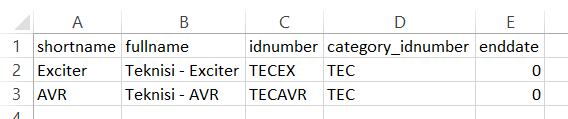 A B C D E
1 shortname fullname idnumber category_idnumber enddate
2 Exciter Teknisi - Exciter TECEX TEC 0
3 AVR Teknisi - AVR TECAVR TEC 0